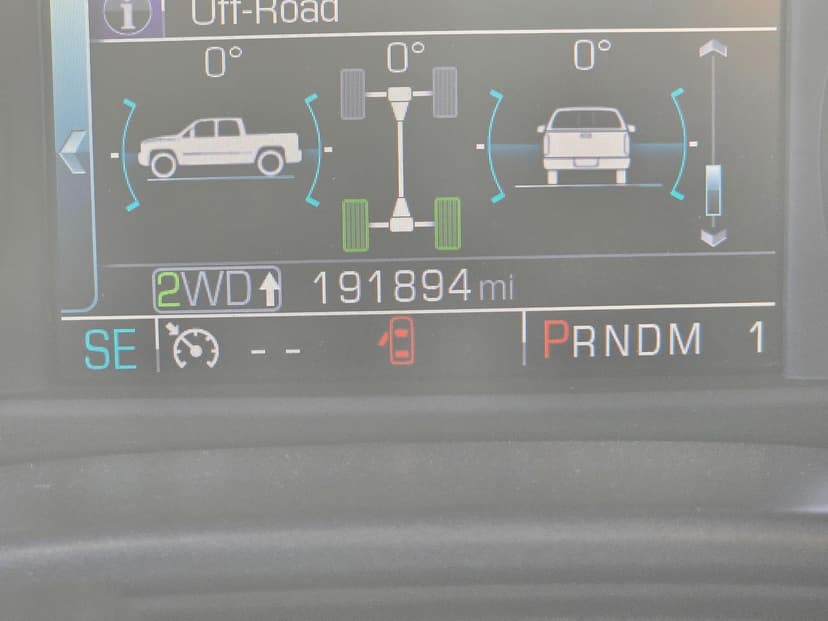 i Off-Road
0° 0° 0°
2WD 191894 mi
SE -- PRNDM 1